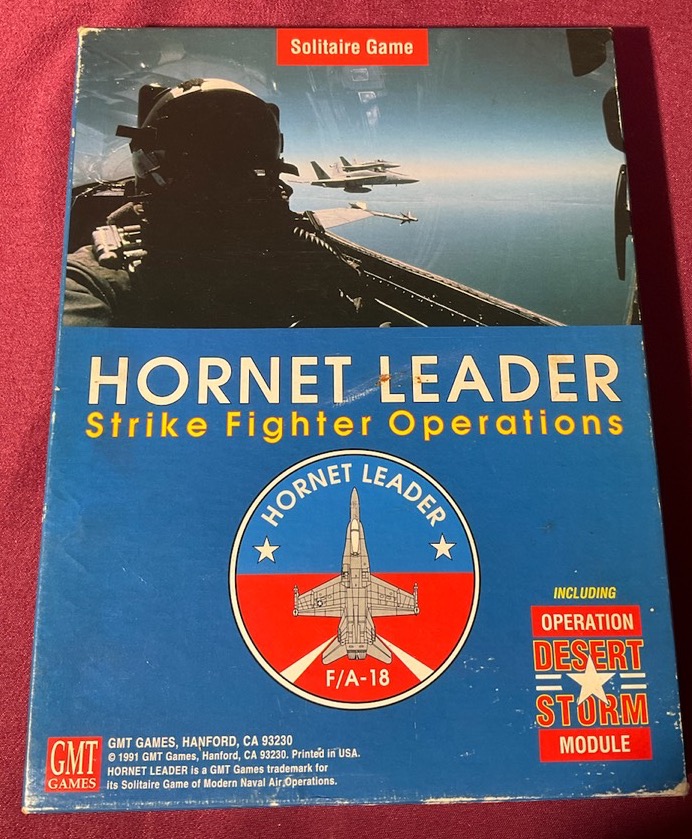 Solitaire Game
HORNET LEADER
Strike Fighter Operations
HORNET LEADER
F/A-18
INCLUDING
OPERATION
DESERT
STORM
MODULE
GMT
GAMES
GMT GAMES, HANFORD, CA 93230
© 1991 GMT Games, Hanford, CA 93230. Printed in USA.
HORNET LEADER is a GMT Games trademark for
its Solitaire Game of Modern Naval Air Operations.